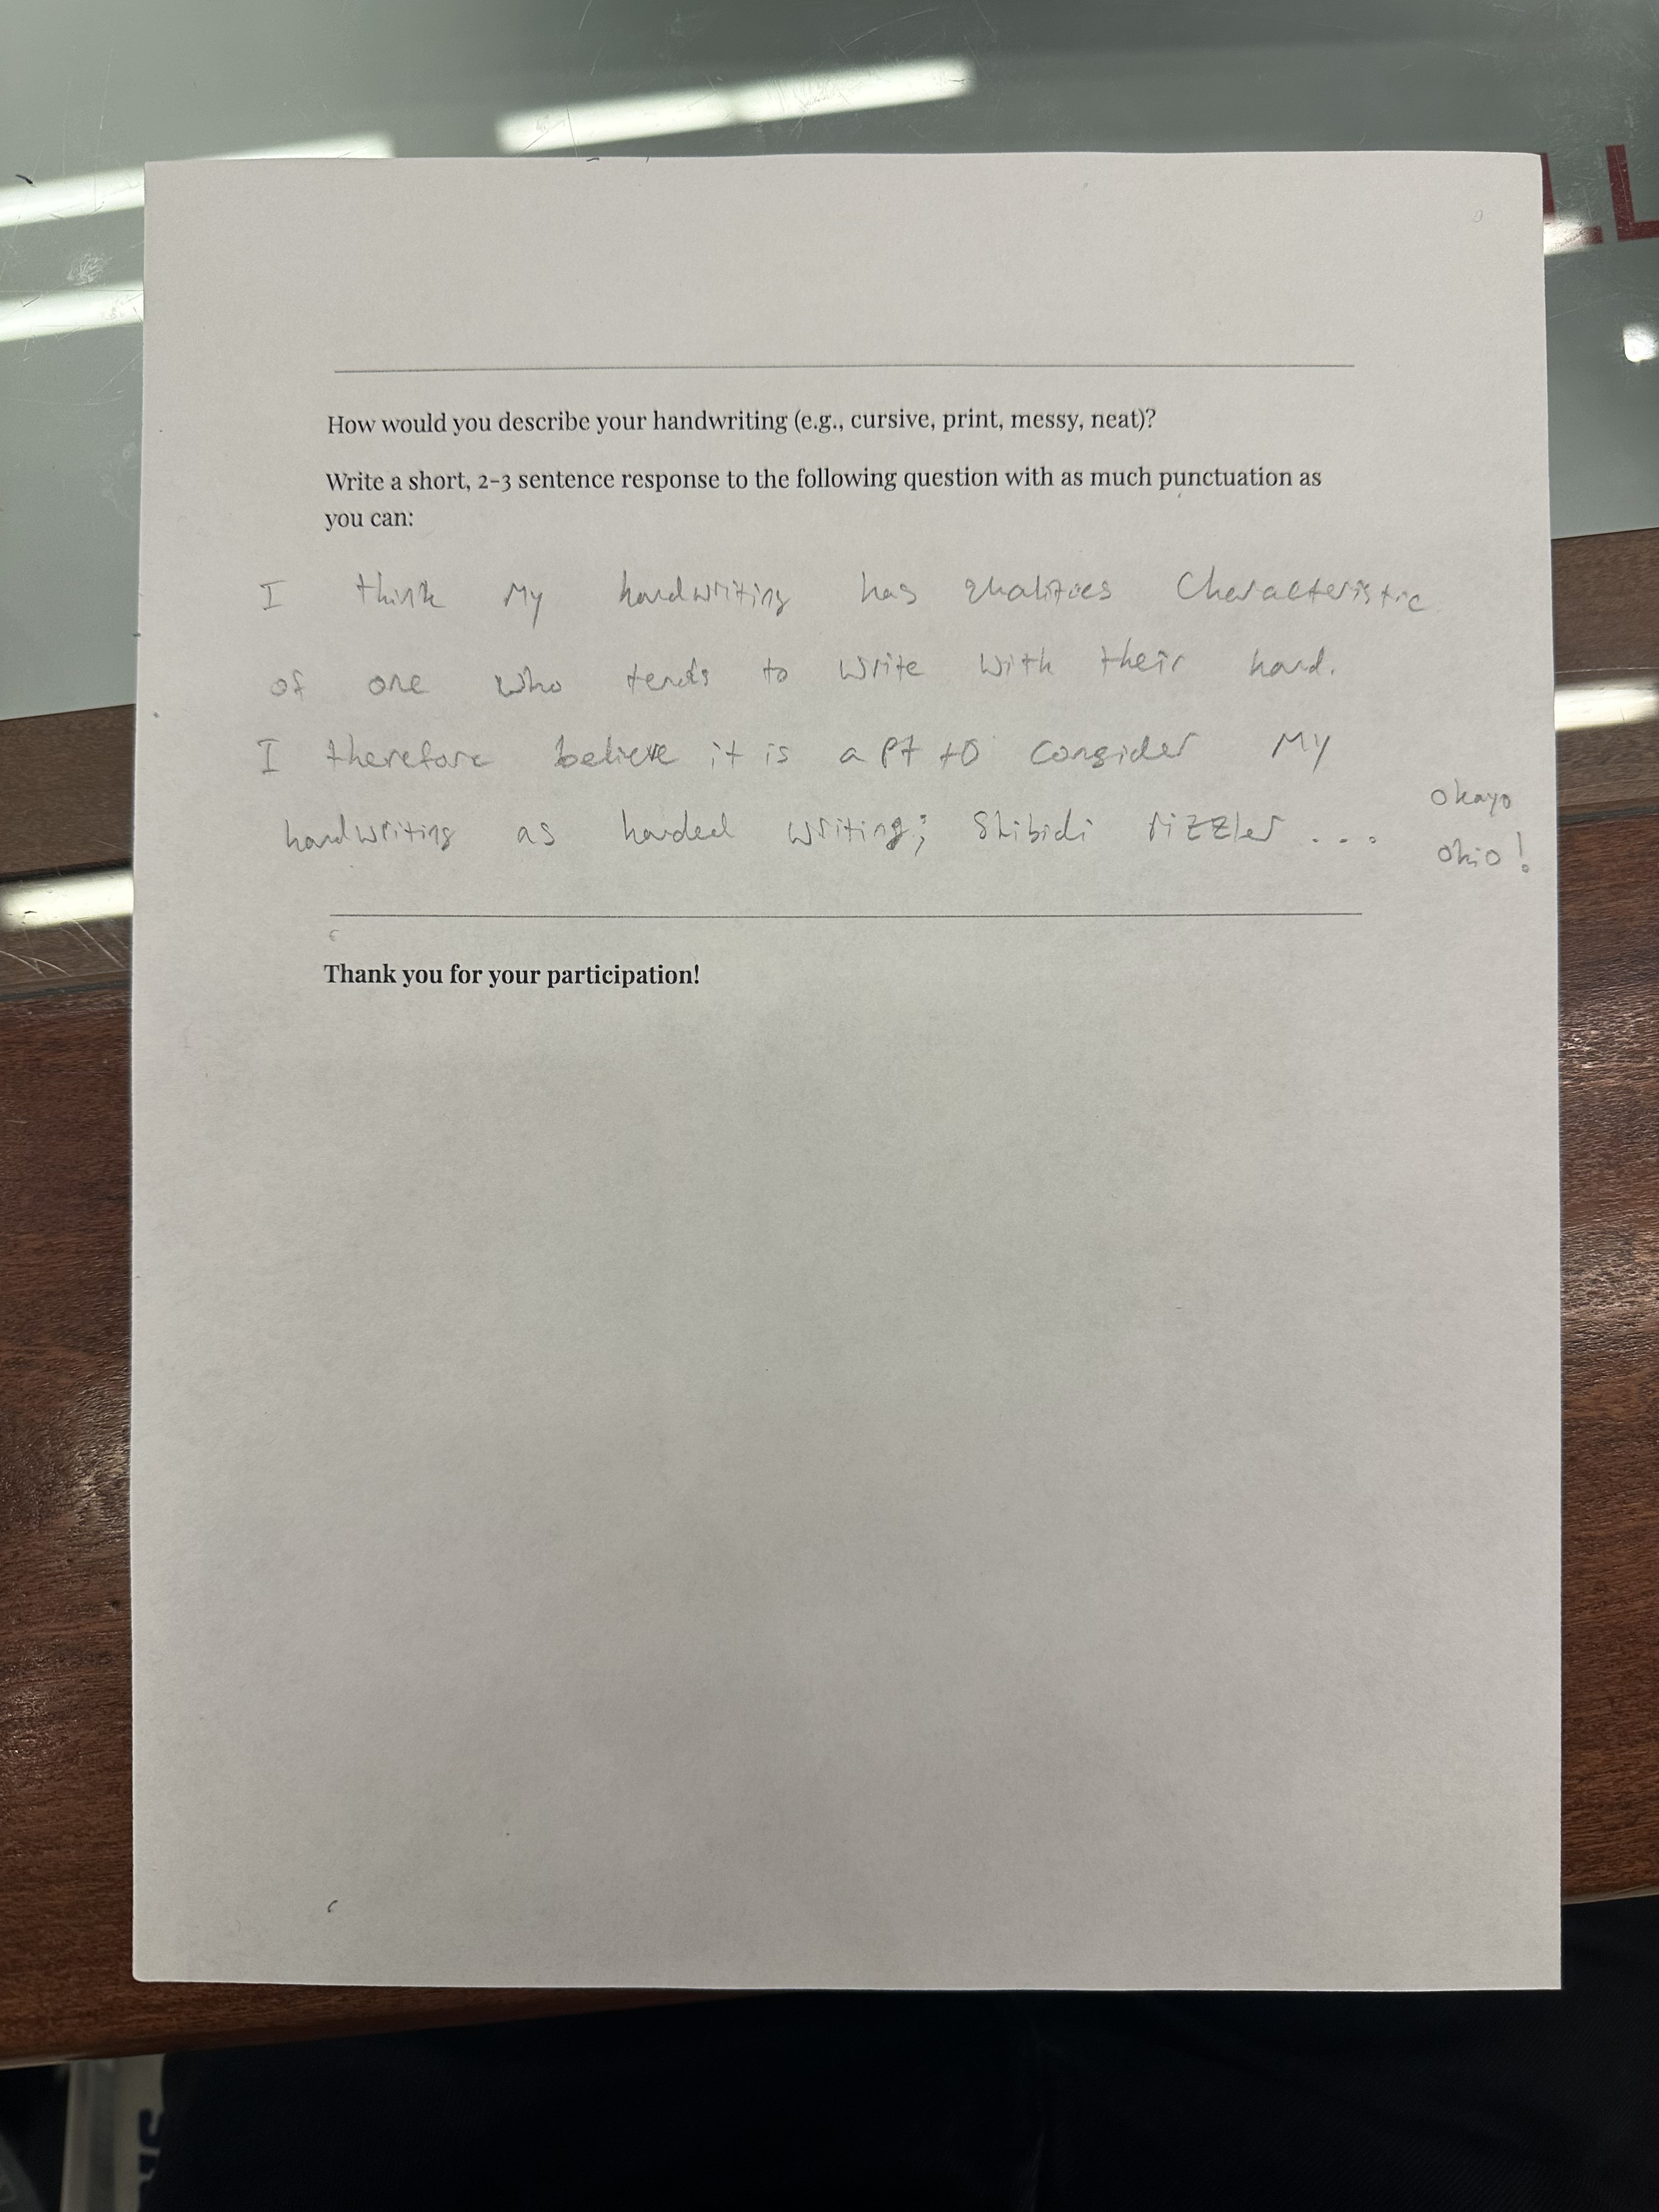 How would you describe your handwriting (e.g., cursive, print, messy, neat)?
Write a short, 2-3 sentence response to the following question with as much punctuation as
you can:
I think My handwriting has qualities Characteristic
of one who tends to write with their hand.
I therefore believe it is apt to consider My
handwriting as handed writing; Skibidi rizzler ... okayo
ohio!
Thank you for your participation!